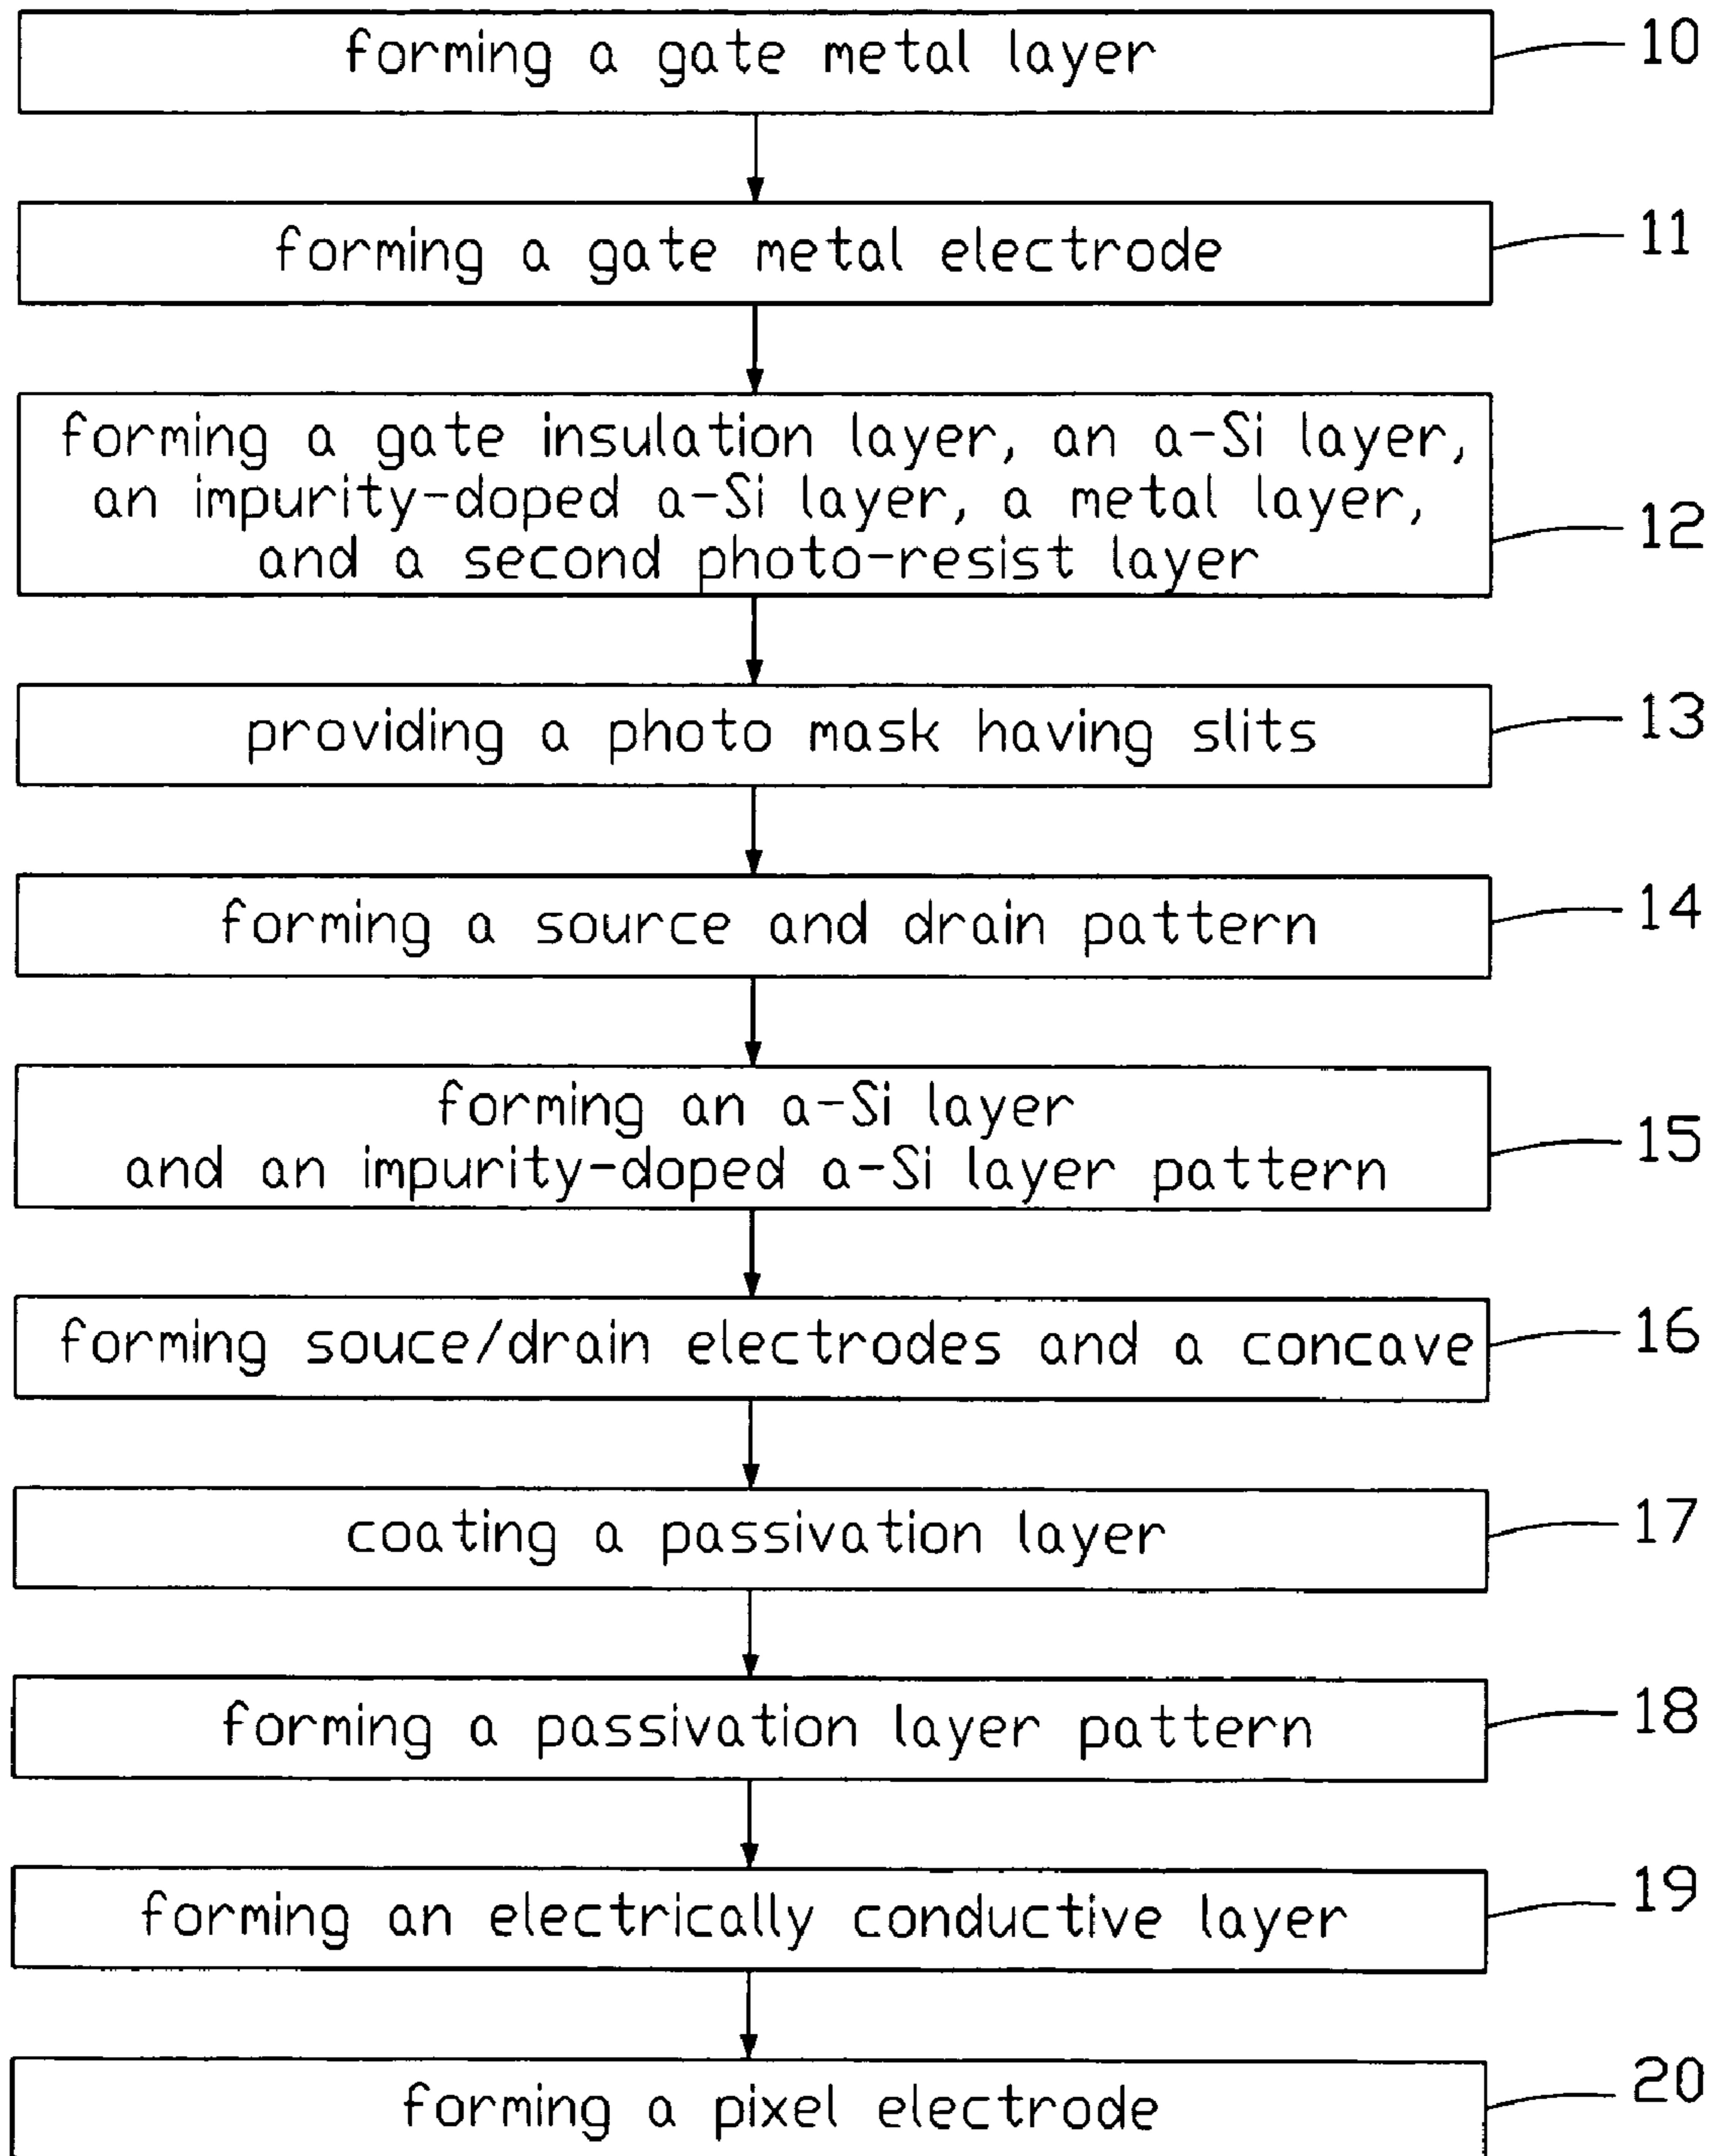 forming a gate metal layer
10
forming a gate metal electrode
11
forming a gate insulation layer, an a-Si layer,
an impurity-doped a-Si layer, a metal layer,
and a second photo-resist layer
12
providing a photo mask having slits
13
forming a source and drain pattern
14
forming an a-Si layer
and an impurity-doped a-Si layer pattern
15
forming souce/drain electrodes and a concave
16
coating a passivation layer
17
forming a passivation layer pattern
18
forming an electrically conductive layer
19
forming a pixel electrode
20